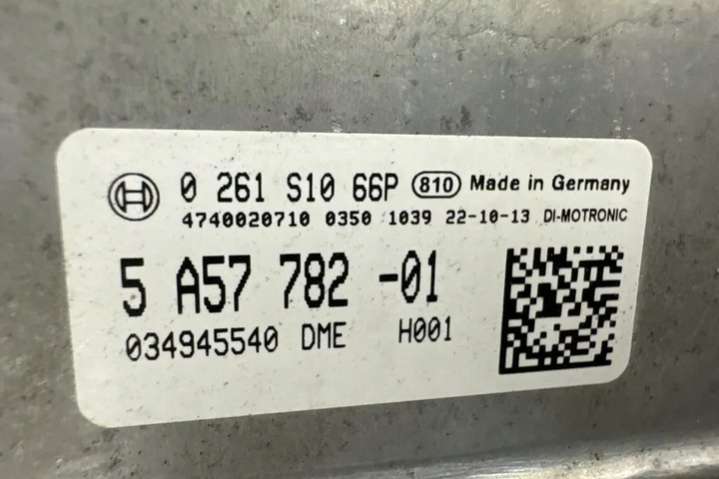 0 261 S10 66P 810 Made in Germany
4740020710 0350 1039 22-10-13 DI-MOTRONIC
5 A57 782 -01
034945540 DME H001